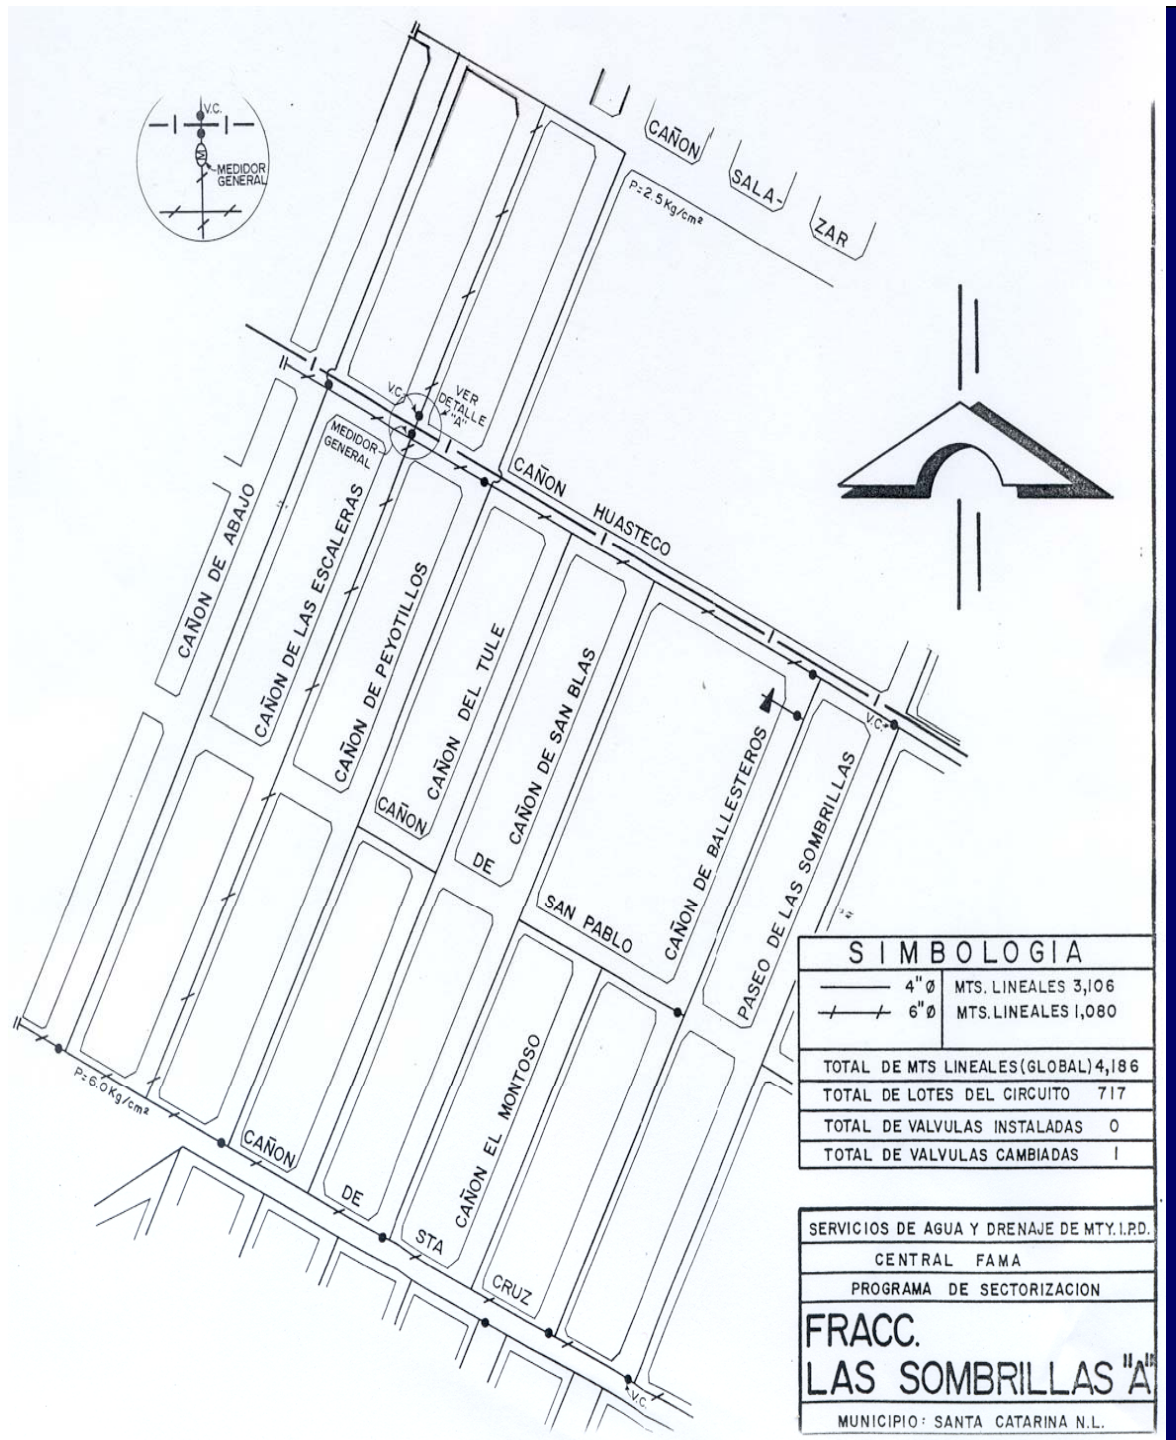 V.C.
M
MEDIDOR
GENERAL
CAÑON
SALA-
ZAR
P=2.5Kg/cm²
V.C.
VER
DETALLE
"A"
MEDIDOR
GENERAL
CAÑON
HUASTECO
CAÑON DE ABAJO
CAÑON DE LAS ESCALERAS
CAÑON DE PEYOTILLOS
CAÑON DEL TULE
CAÑON DE SAN BLAS
CAÑON DE BALLESTEROS
PASEO DE LAS SOMBRILLAS
V.C.
CAÑON
DE
SAN PABLO
P=6.0Kg/cm²
CAÑON
DE
STA
CRUZ
CAÑON EL MONTOSO
V.C.
SIMBOLOGIA
4"Ø MTS. LINEALES 3,106
6"Ø MTS. LINEALES 1,080
TOTAL DE MTS LINEALES (GLOBAL) 4,186
TOTAL DE LOTES DEL CIRCUITO 717
TOTAL DE VALVULAS INSTALADAS 0
TOTAL DE VALVULAS CAMBIADAS 1
SERVICIOS DE AGUA Y DRENAJE DE MTY. I.P.D.
CENTRAL FAMA
PROGRAMA DE SECTORIZACION
FRACC.
LAS SOMBRILLAS "A"
MUNICIPIO: SANTA CATARINA N.L.